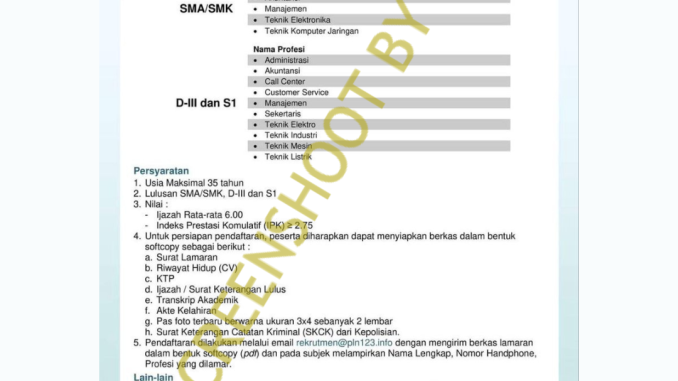 SMA/SMK
• Manajemen
• Teknik Elektronika
• Teknik Komputer Jaringan
Nama Profesi
• Administrasi
• Akuntansi
• Call Center
• Customer Service
D-III dan S1
• Manajemen
• Sekertaris
• Teknik Elektro
• Teknik Industri
• Teknik Mesin
• Teknik Listrik
Persyaratan
1. Usia Maksimal 35 tahun
2. Lulusan SMA/SMK, D-III dan S1
3. Nilai :
- Ijazah Rata-rata 6.00
- Indeks Prestasi Komulatif (IPK) ≥ 2.75
4. Untuk persiapan pendaftaran, peserta diharapkan dapat menyiapkan berkas dalam bentuk
softcopy sebagai berikut :
a. Surat Lamaran
b. Riwayat Hidup (CV)
c. KTP
d. Ijazah / Surat Keterangan Lulus
e. Transkrip Akademik
f. Akte Kelahiran
g. Pas foto terbaru berwarna ukuran 3x4 sebanyak 2 lembar
h. Surat Keterangan Catatan Kriminal (SKCK) dari Kepolisian.
5. Pendaftaran dilakukan melalui email rekrutmen@pln123.info dengan mengirim berkas lamaran
dalam bentuk softcopy (pdf) dan pada subjek melampirkan Nama Lengkap, Nomor Handphone,
Profesi yang dilamar.
Lain-lain
CREENSHOOT BY